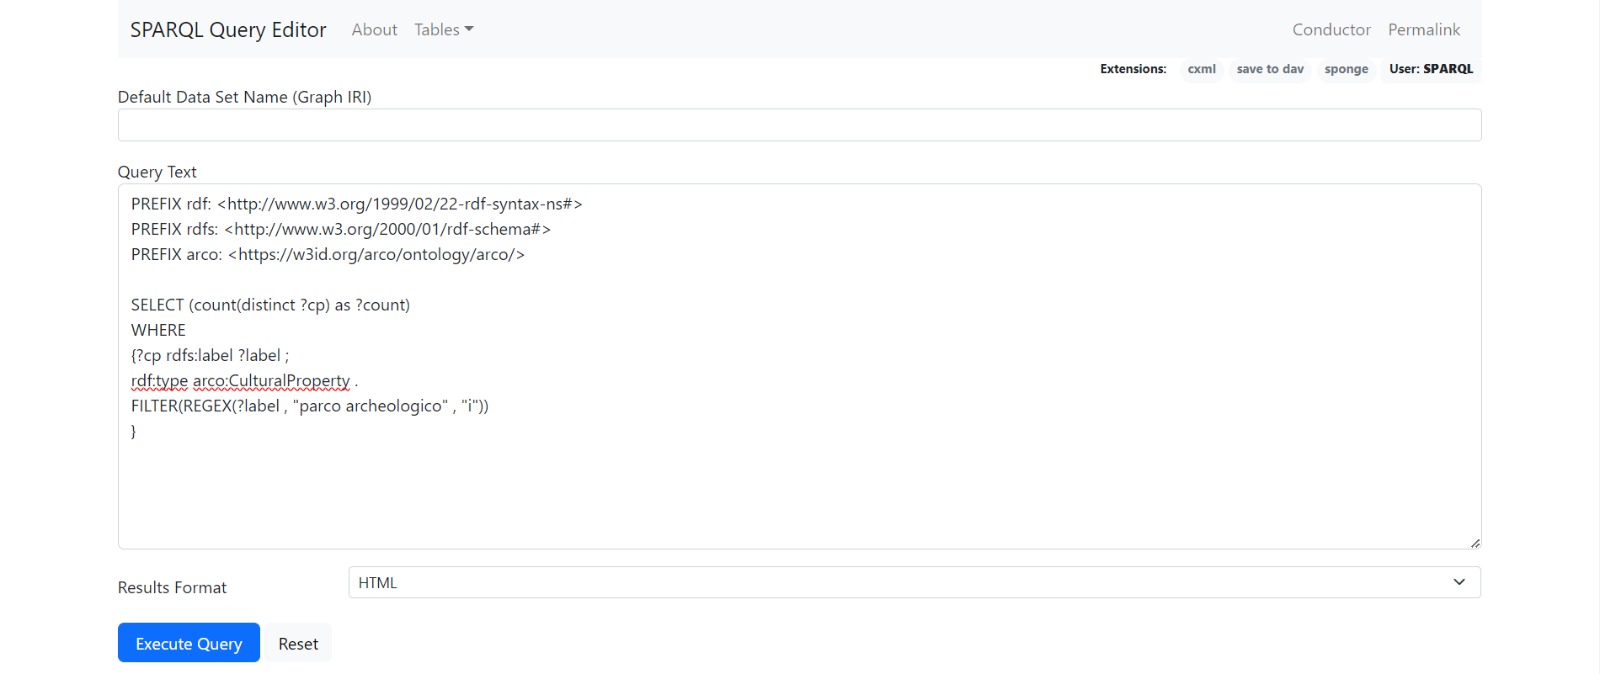 SPARQL Query Editor About Tables Conductor Permalink
Extensions: cxml save to dav sponge User: SPARQL
Default Data Set Name (Graph IRI)
Query Text
PREFIX rdf: <http://www.w3.org/1999/02/22-rdf-syntax-ns#>
PREFIX rdfs: <http://www.w3.org/2000/01/rdf-schema#>
PREFIX arco: <https://w3id.org/arco/ontology/arco/>
SELECT (count(distinct ?cp) as ?count)
WHERE
{?cp rdfs:label ?label ;
rdf:type arco:CulturalProperty .
FILTER(REGEX(?label , "parco archeologico" , "i"))
}
Results Format HTML
Execute Query Reset